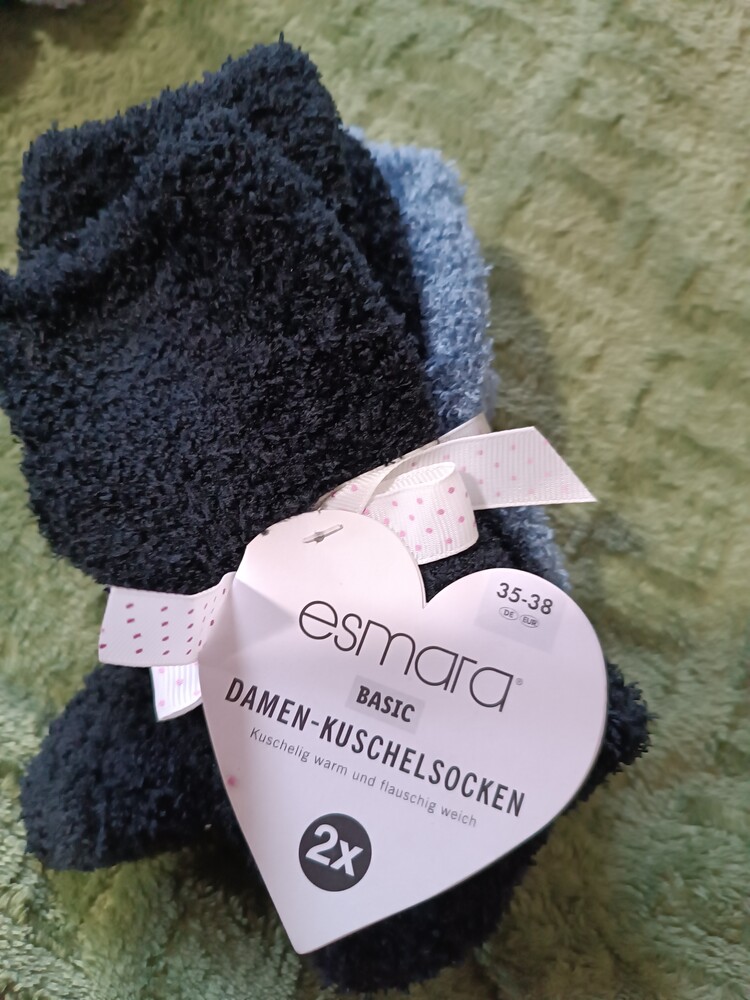 35-38
DE EUR
esmara®
BASIC
DAMEN-KUSCHELSOCKEN
Kuschelig warm und flauschig weich
2x